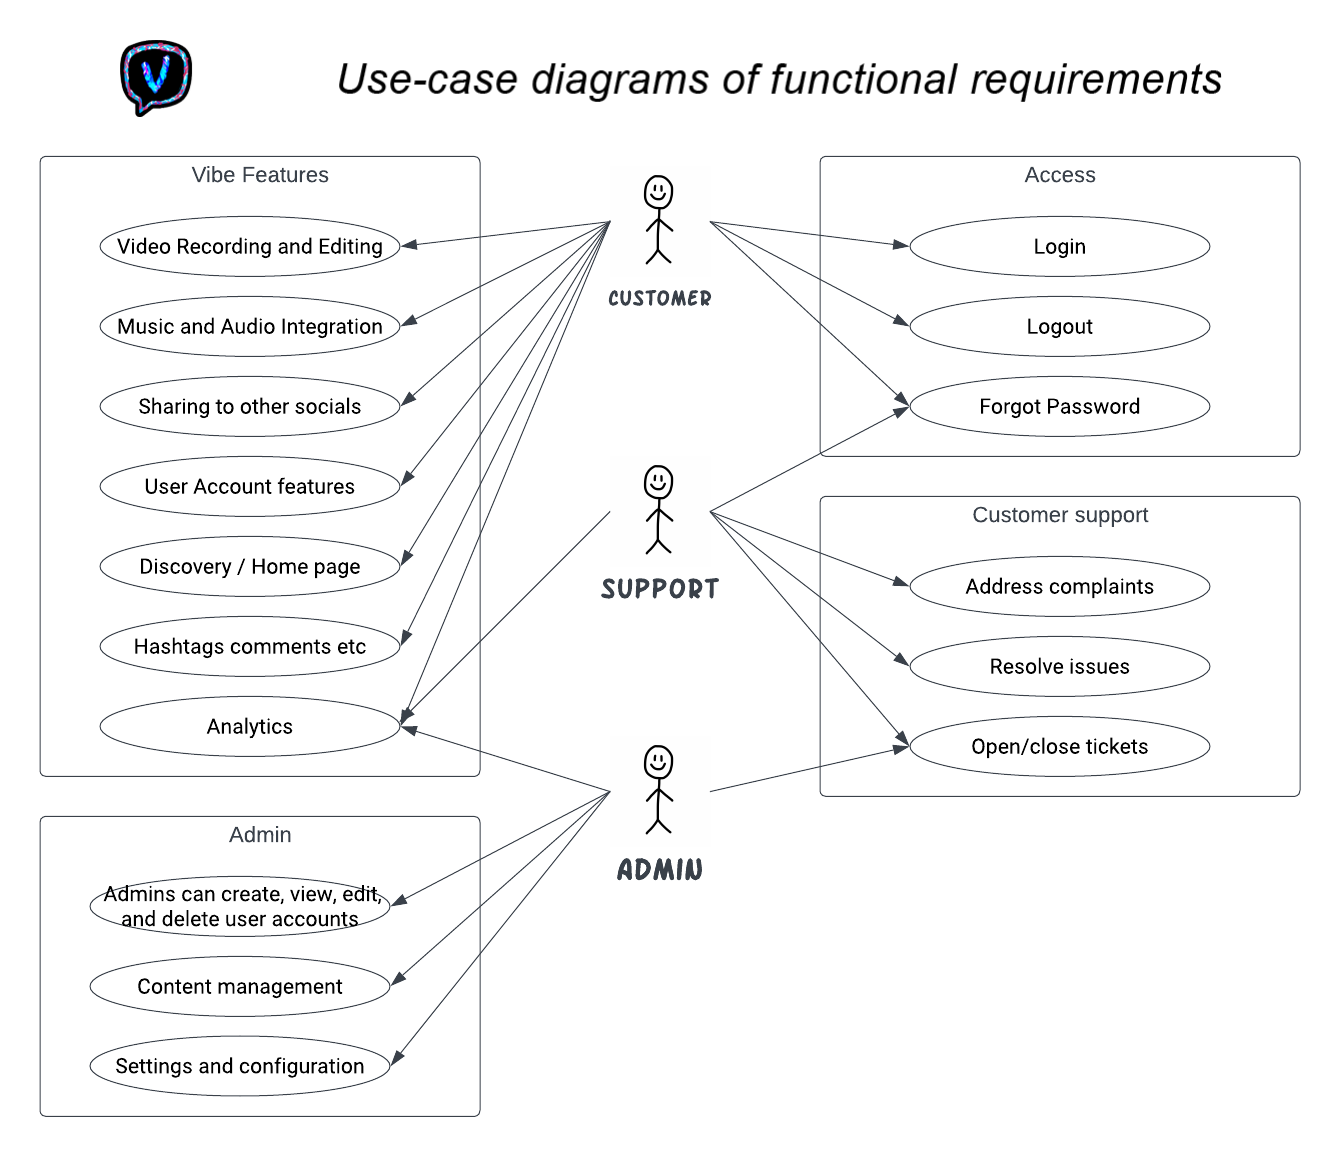 V
Use-case diagrams of functional requirements
Vibe Features
Video Recording and Editing
Music and Audio Integration
Sharing to other socials
User Account features
Discovery / Home page
Hashtags comments etc
Analytics
Admin
Admins can create, view, edit,
and delete user accounts
Content management
Settings and configuration
CUSTOMER
SUPPORT
ADMIN
Access
Login
Logout
Forgot Password
Customer support
Address complaints
Resolve issues
Open/close tickets